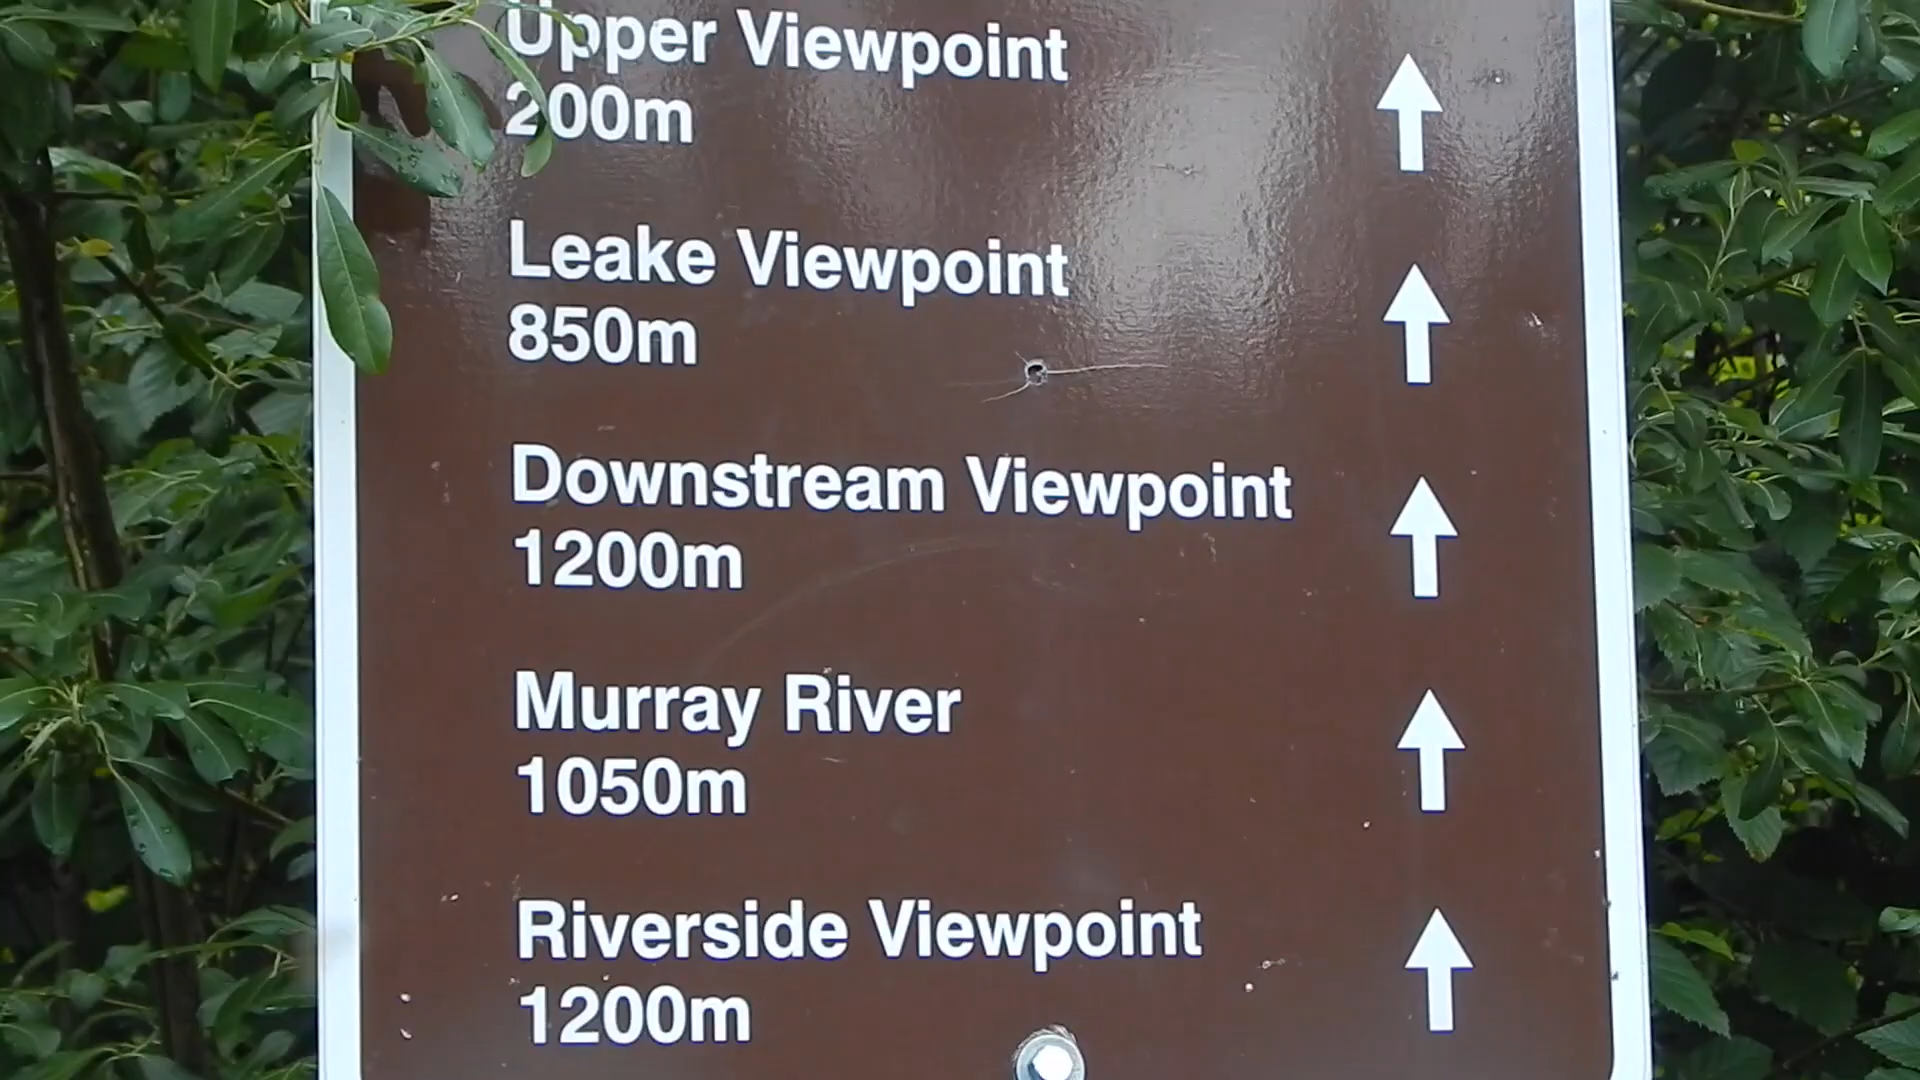 Upper Viewpoint
200m
Leake Viewpoint
850m
Downstream Viewpoint
1200m
Murray River
1050m
Riverside Viewpoint
1200m